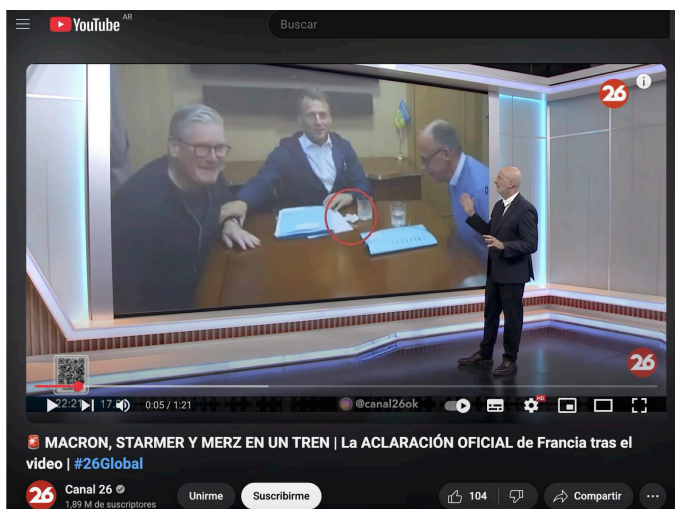 YouTube AR
Buscar
26
i
26
22:21 17.
0:05 / 1:21
@canal26ok
HD
🚨 MACRON, STARMER Y MERZ EN UN TREN | La ACLARACIÓN OFICIAL de Francia tras el
video | #26Global
26
Canal 26
1,89 M de suscriptores
Unirme
Suscribirme
104
Compartir